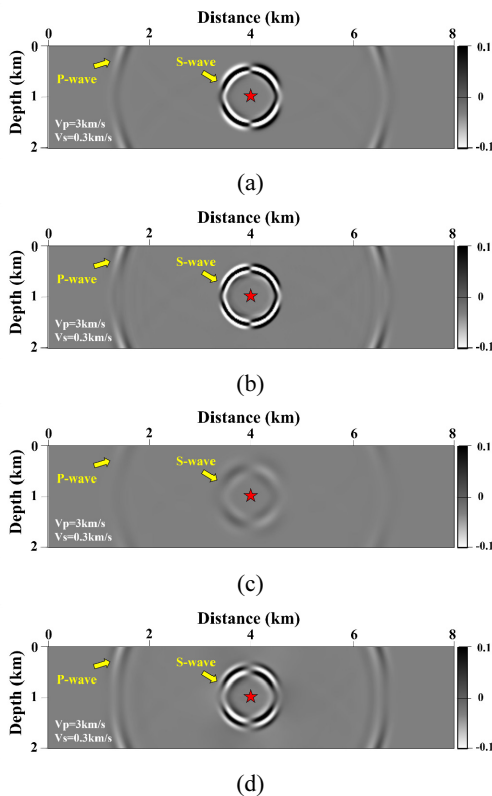 Distance (km)
0 2 4 6 8
Depth (km)
0
1
2
P-wave
S-wave
Vp=3km/s
Vs=0.3km/s
0.1
0
-0.1
(a)
Distance (km)
0 2 4 6 8
Depth (km)
0
1
2
P-wave
S-wave
Vp=3km/s
Vs=0.3km/s
0.1
0
-0.1
(b)
Distance (km)
0 2 4 6 8
Depth (km)
0
1
2
P-wave
S-wave
Vp=3km/s
Vs=0.3km/s
0.1
0
-0.1
(c)
Distance (km)
0 2 4 6 8
Depth (km)
0
1
2
P-wave
S-wave
Vp=3km/s
Vs=0.3km/s
0.1
0
-0.1
(d)